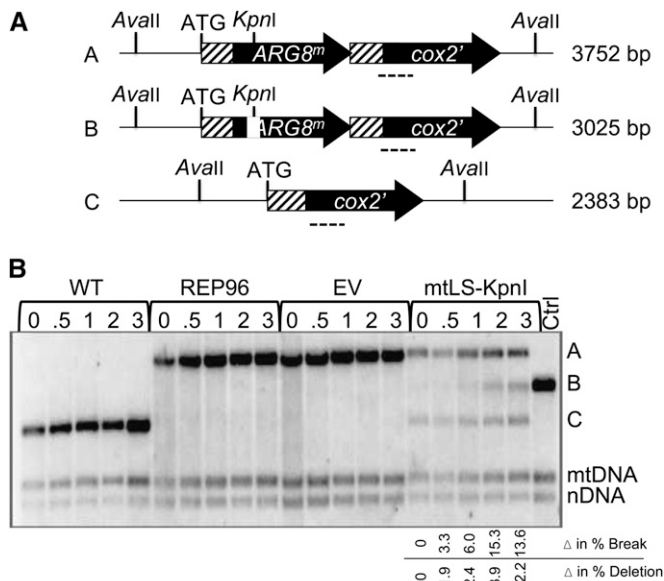 A
AvaII ATG KpnI AvaII
A ARG8m cox2' 3752 bp
AvaII ATG KpnI AvaII
B ARG8m cox2' 3025 bp
AvaII ATG AvaII
C cox2' 2383 bp
B
WT REP96 EV mtLS-KpnI Ctrl
0 .5 1 2 3 0 .5 1 2 3 0 .5 1 2 3 0 .5 1 2 3
A
B
C
mtDNA
nDNA
0 3.3 6.0 15.3 13.6 Δ in % Break
Δ in % Deletion